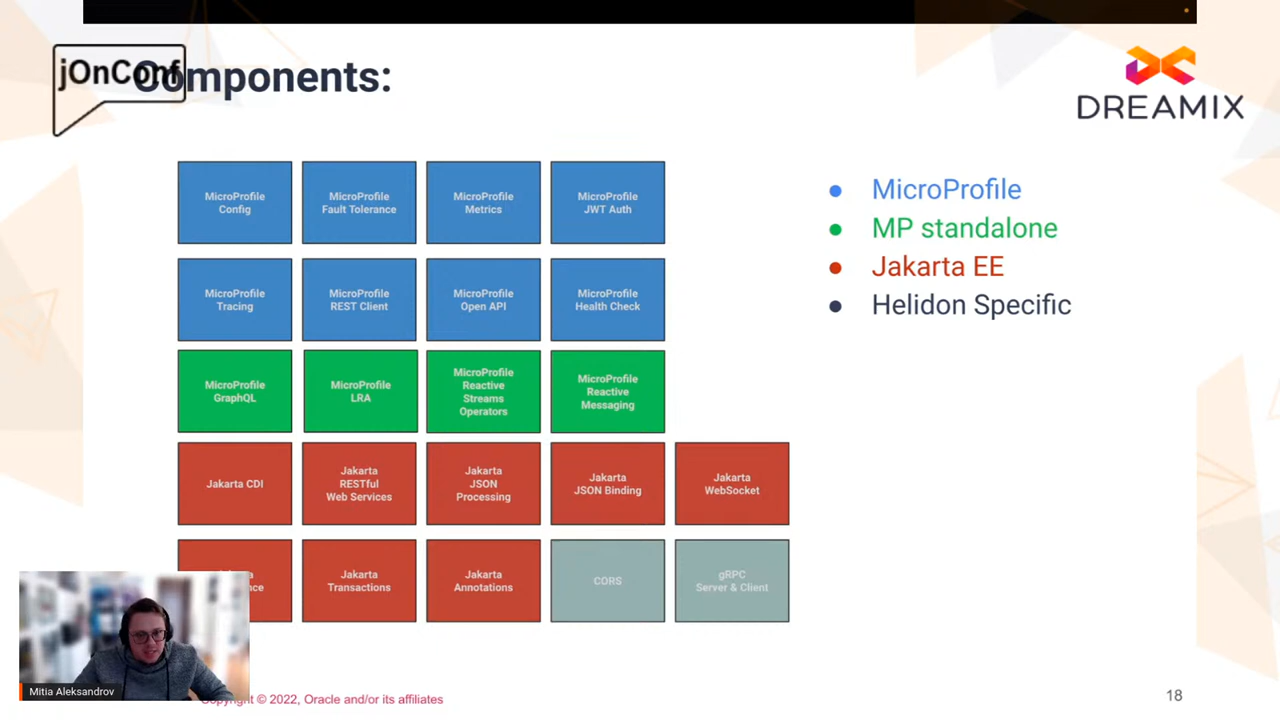 jOnConf
Components:
DREAMIX
MicroProfile
Config
MicroProfile
Fault Tolerance
MicroProfile
Metrics
MicroProfile
JWT Auth
MicroProfile
Tracing
MicroProfile
REST Client
MicroProfile
Open API
MicroProfile
Health Check
MicroProfile
GraphQL
MicroProfile
LRA
MicroProfile
Reactive
Streams
Operators
MicroProfile
Reactive
Messaging
Jakarta CDI
Jakarta
RESTful
Web Services
Jakarta
JSON
Processing
Jakarta
JSON Binding
Jakarta
WebSocket
Jakarta
Transactions
Jakarta
Annotations
CORS
gRPC
Server & Client
MicroProfile
MP standalone
Jakarta EE
Helidon Specific
Mitia Aleksandrov
Copyright © 2022, Oracle and/or its affiliates
18